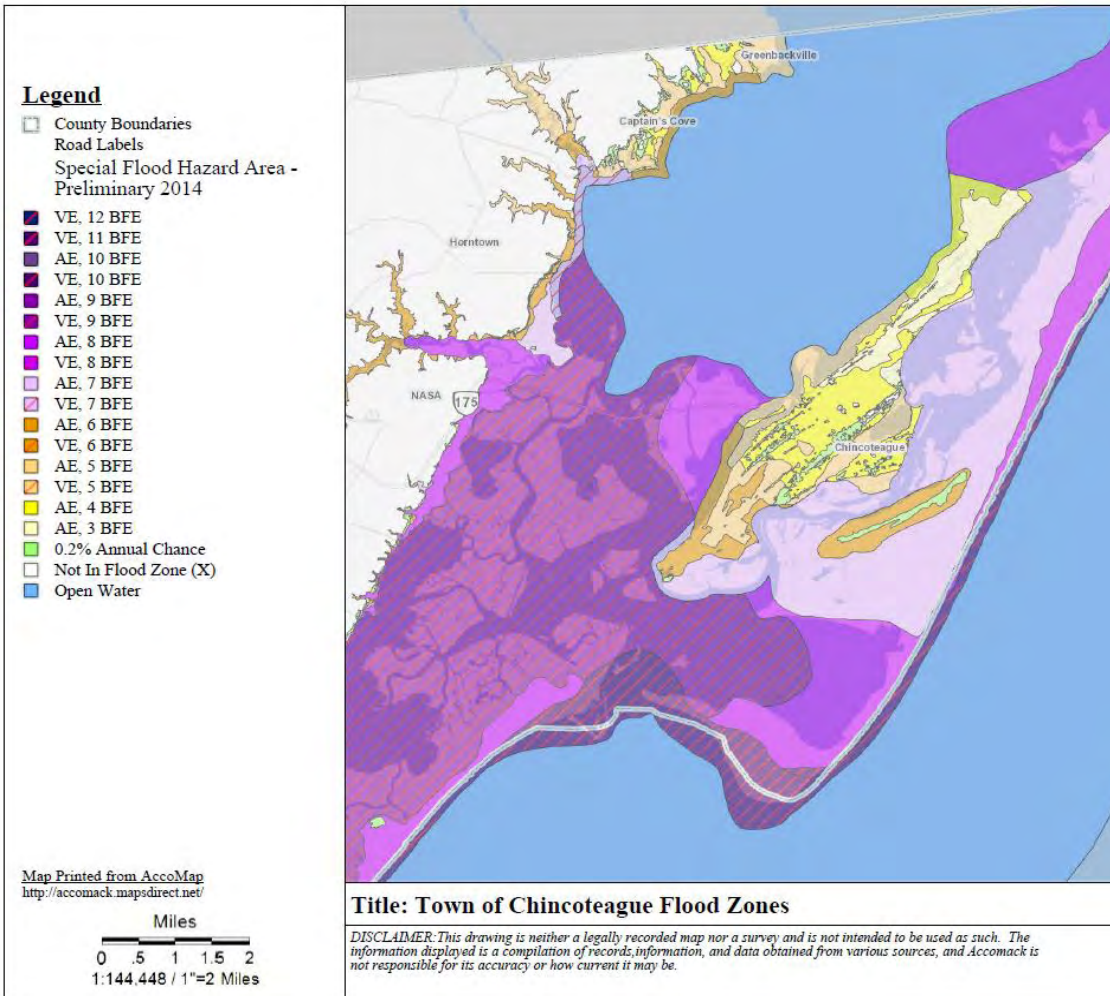 Legend
County Boundaries
Road Labels
Special Flood Hazard Area -
Preliminary 2014
VE, 12 BFE
VE, 11 BFE
AE, 10 BFE
VE, 10 BFE
AE, 9 BFE
VE, 9 BFE
AE, 8 BFE
VE, 8 BFE
AE, 7 BFE
VE, 7 BFE
AE, 6 BFE
VE, 6 BFE
AE, 5 BFE
VE, 5 BFE
AE, 4 BFE
AE, 3 BFE
0.2% Annual Chance
Not In Flood Zone (X)
Open Water
Map Printed from AccoMap
http://accomack.mapsdirect.net/
Miles
0 .5 1 1.5 2
1:144,448 / 1"=2 Miles
Greenbackville
Captain's Cove
Horntown
NASA
175
Chincoteague
Title: Town of Chincoteague Flood Zones
DISCLAIMER:This drawing is neither a legally recorded map nor a survey and is not intended to be used as such. The
information displayed is a compilation of records,information, and data obtained from various sources, and Accomack is
not responsible for its accuracy or how current it may be.